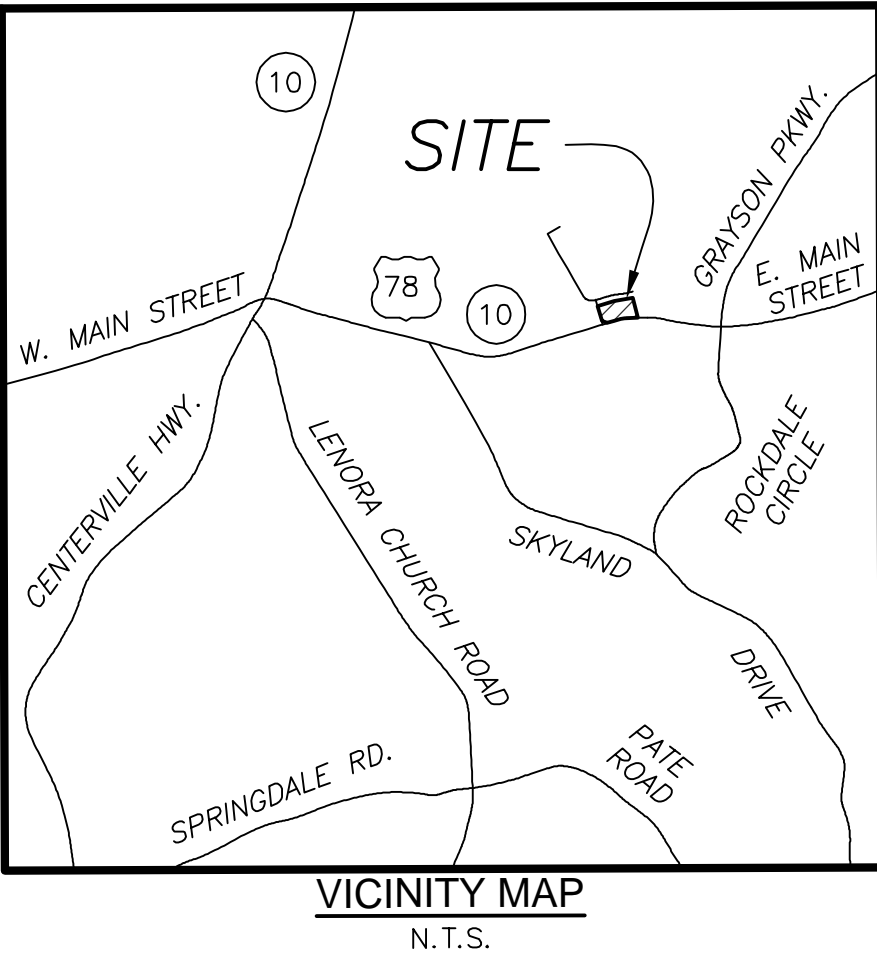 10
SITE
GRAYSON PKWY.
E. MAIN
STREET
78
10
W. MAIN STREET
CENTERVILLE HWY.
LENORA CHURCH ROAD
ROCKDALE
CIRCLE
SKYLAND
DRIVE
PATE
ROAD
SPRINGDALE RD.
VICINITY MAP
N.T.S.